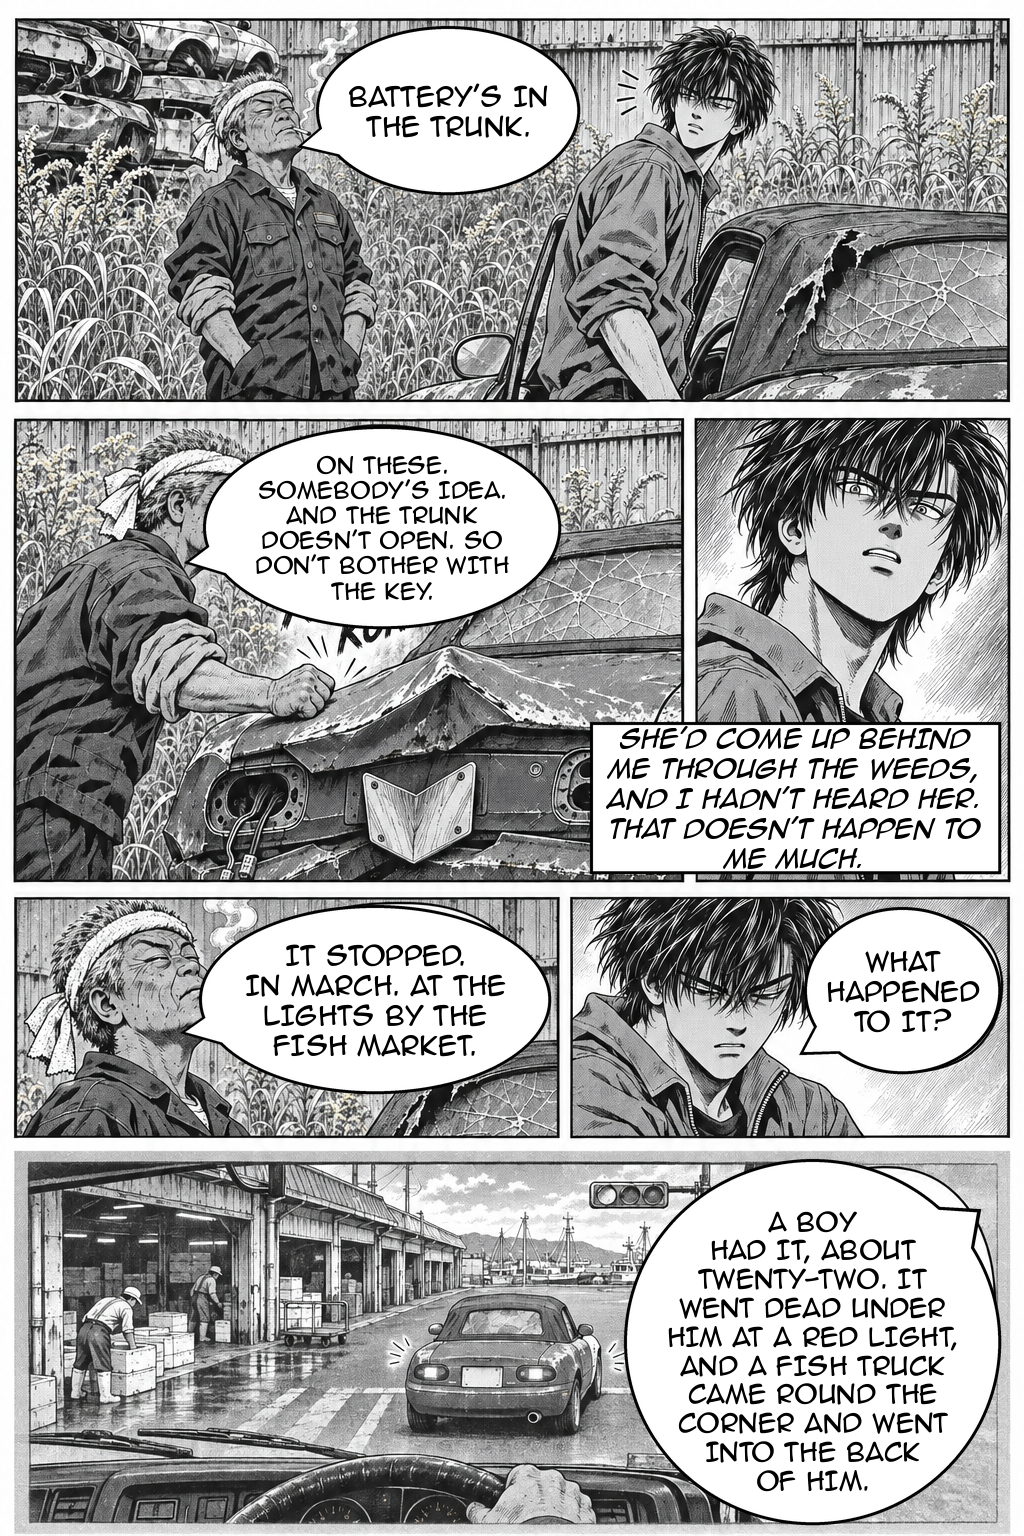 BATTERY'S IN
THE TRUNK.
ON THESE.
SOMEBODY'S IDEA.
AND THE TRUNK
DOESN'T OPEN. SO
DON'T BOTHER WITH
THE KEY.
SHE'D COME UP BEHIND
ME THROUGH THE WEEDS,
AND I HADN'T HEARD HER.
THAT DOESN'T HAPPEN TO
ME MUCH.
IT STOPPED.
IN MARCH. AT THE
LIGHTS BY THE
FISH MARKET.
WHAT
HAPPENED
TO IT?
A BOY
HAD IT, ABOUT
TWENTY-TWO. IT
WENT DEAD UNDER
HIM AT A RED LIGHT,
AND A FISH TRUCK
CAME ROUND THE
CORNER AND WENT
INTO THE BACK
OF HIM.